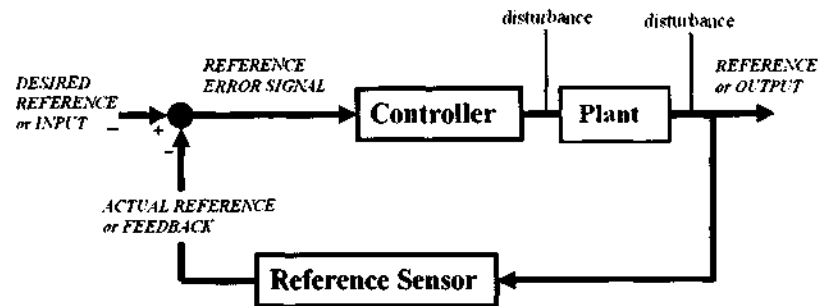 disturbance
disturbance
DESIRED
REFERENCE
or INPUT
REFERENCE
ERROR SIGNAL
Controller
Plant
REFERENCE
or OUTPUT
− + −
ACTUAL REFERENCE
or FEEDBACK
Reference Sensor